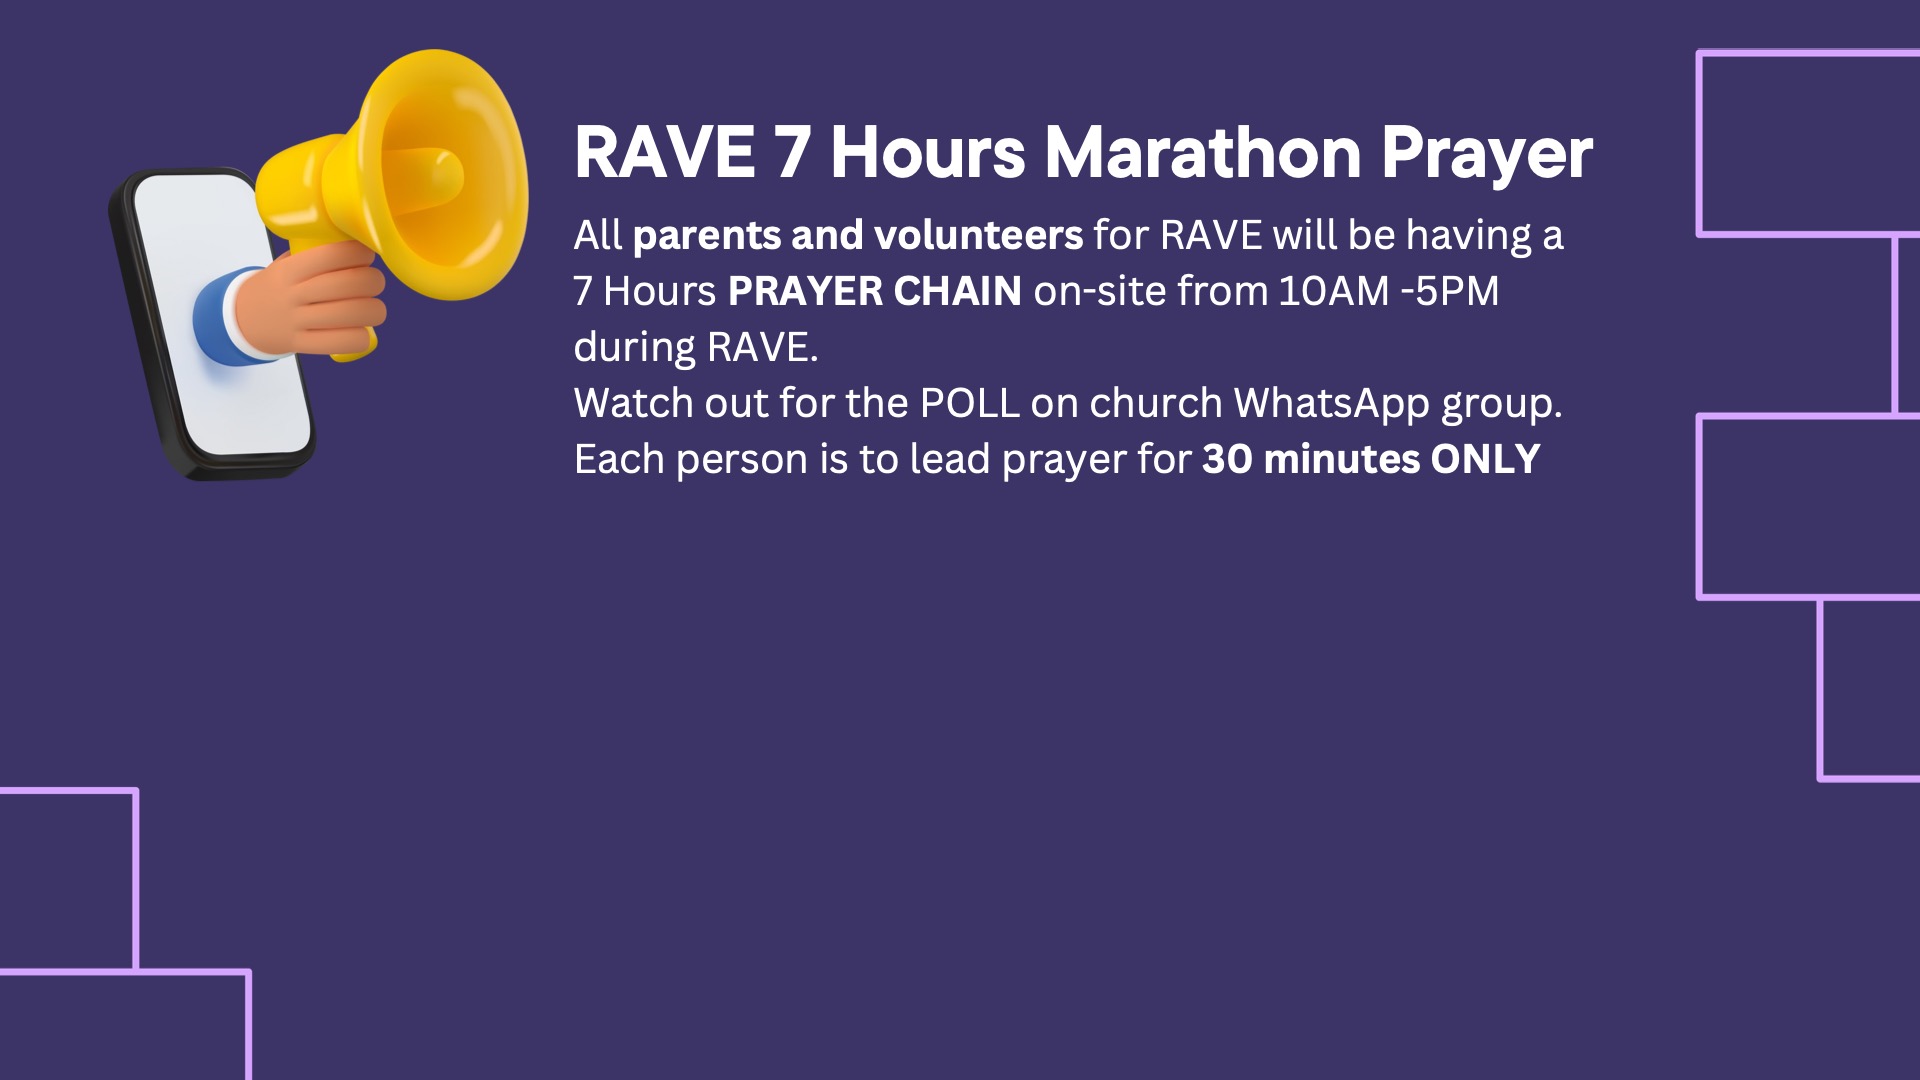 RAVE 7 Hours Marathon Prayer
All parents and volunteers for RAVE will be having a
7 Hours PRAYER CHAIN on-site from 10AM -5PM
during RAVE.
Watch out for the POLL on church WhatsApp group.
Each person is to lead prayer for 30 minutes ONLY